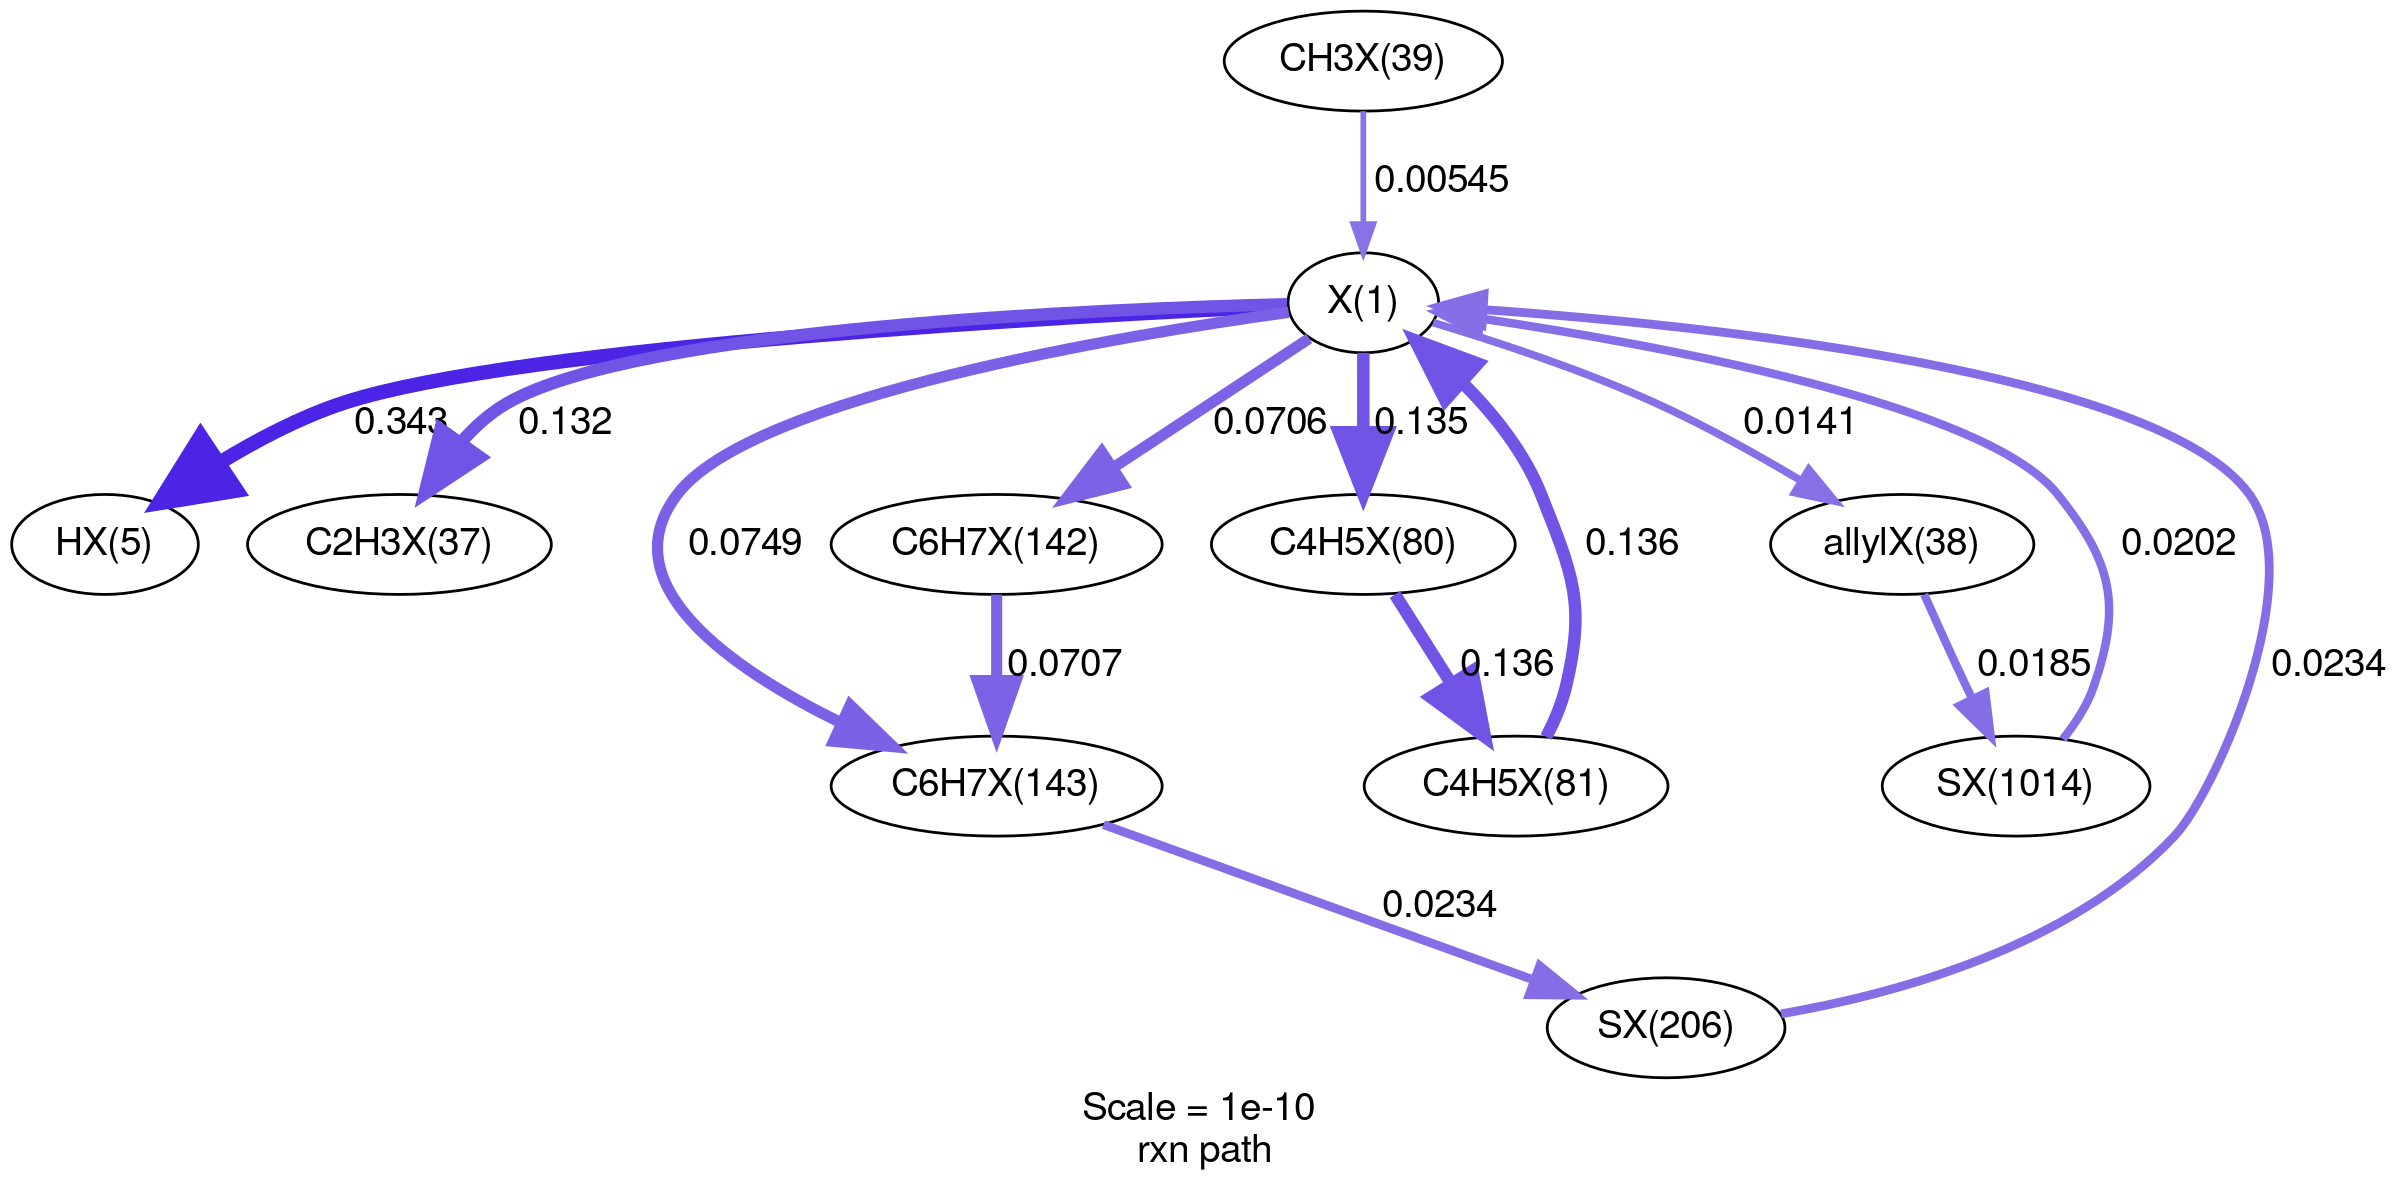 CH3X(39)
0.00545
X(1)
0.343
0.132
0.0706
0.135
0.0141
HX(5)
C2H3X(37)
0.0749
C6H7X(142)
C4H5X(80)
0.136
allylX(38)
0.0202
0.0707
0.136
0.0185
0.0234
C6H7X(143)
C4H5X(81)
SX(1014)
0.0234
SX(206)
Scale = 1e-10
rxn path